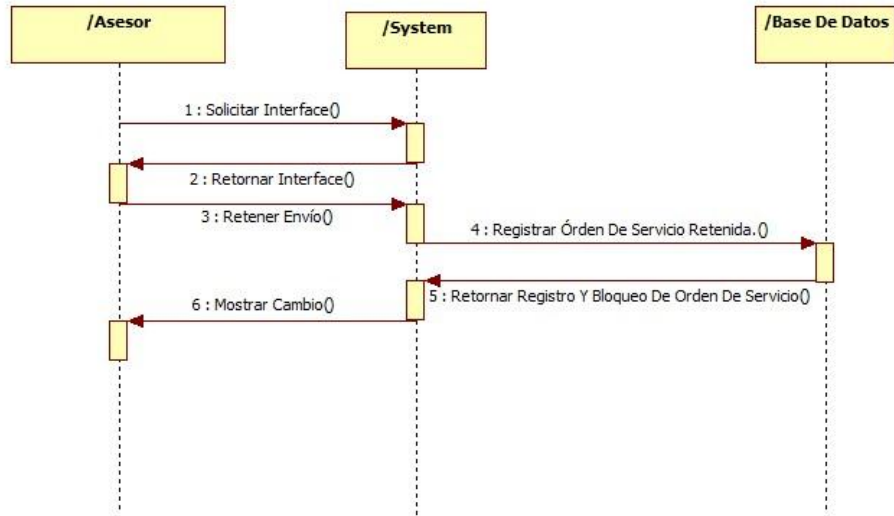 /Asesor
/System
/Base De Datos
1 : Solicitar Interface()
2 : Retornar Interface()
3 : Retener Envío()
4 : Registrar Órden De Servicio Retenida.()
5 : Retornar Registro Y Bloqueo De Orden De Servicio()
6 : Mostrar Cambio()